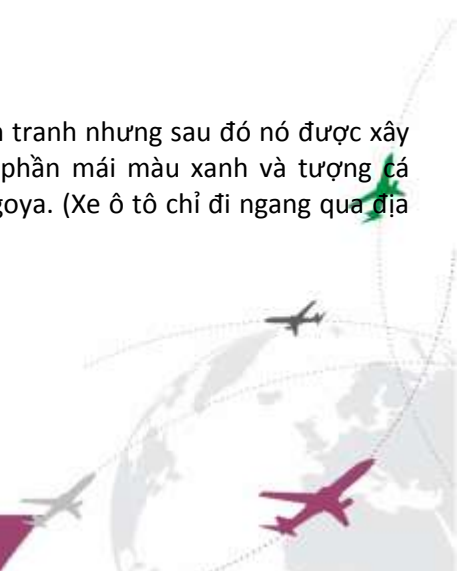 tranh nhưng sau đó nó được xây
phần mái màu xanh và tượng cá
goya. (Xe ô tô chỉ đi ngang qua địa